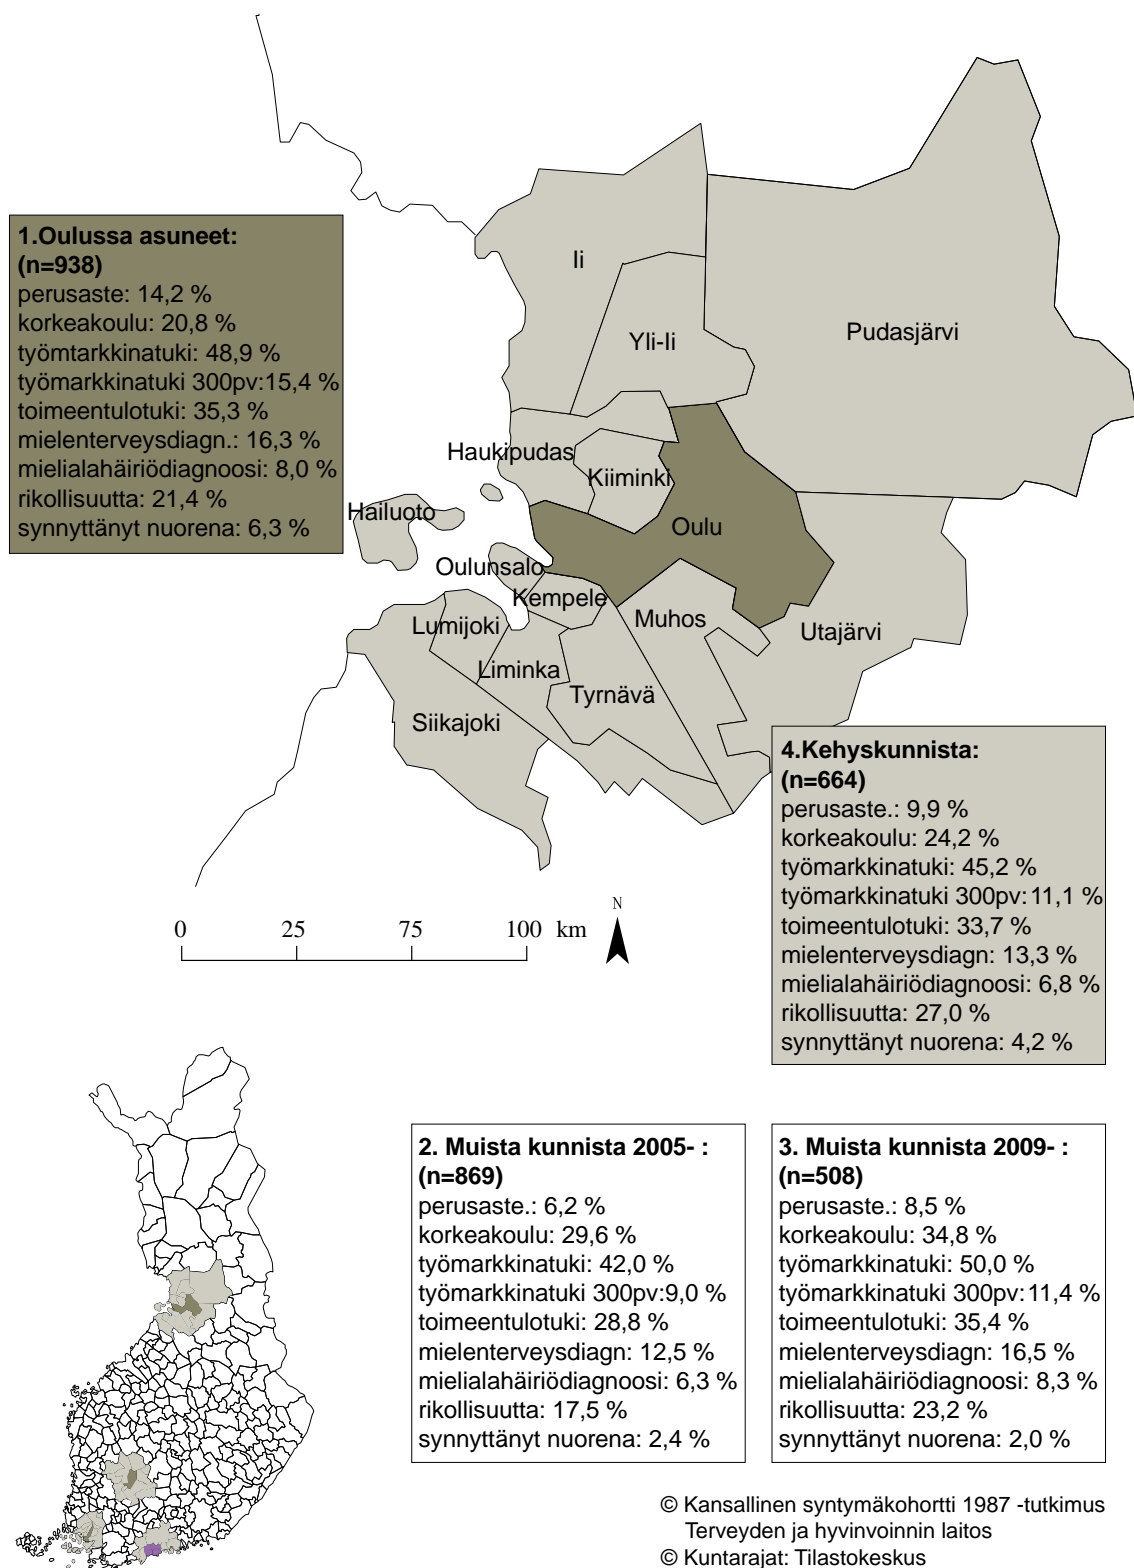 1.Oulussa asuneet:
(n=938)
perusaste: 14,2 %
korkeakoulu: 20,8 %
työmtarkkinatuki: 48,9 %
työmarkkinatuki 300pv:15,4 %
toimeentulotuki: 35,3 %
mielenterveysdiagn.: 16,3 %
mielialahäiriödiagnoosi: 8,0 %
rikollisuutta: 21,4 %
synnyttänyt nuorena: 6,3 %
Ii
Yli-Ii
Pudasjärvi
Haukipudas
Kiiminki
Hailuoto
Oulu
Oulunsalo
Kempele
Lumijoki
Muhos
Utajärvi
Liminka
Tyrnävä
Siikajoki
4.Kehyskunnista:
(n=664)
perusaste.: 9,9 %
korkeakoulu: 24,2 %
työmarkkinatuki: 45,2 %
työmarkkinatuki 300pv: 11,1 %
toimeentulotuki: 33,7 %
mielenterveysdiagn: 13,3 %
mielialahäiriödiagnoosi: 6,8 %
rikollisuutta: 27,0 %
synnyttänyt nuorena: 4,2 %
0 25 75 100 km
N
2. Muista kunnista 2005- :
(n=869)
perusaste.: 6,2 %
korkeakoulu: 29,6 %
työmarkkinatuki: 42,0 %
työmarkkinatuki 300pv:9,0 %
toimeentulotuki: 28,8 %
mielenterveysdiagn: 12,5 %
mielialahäiriödiagnoosi: 6,3 %
rikollisuutta: 17,5 %
synnyttänyt nuorena: 2,4 %
3. Muista kunnista 2009- :
(n=508)
perusaste.: 8,5 %
korkeakoulu: 34,8 %
työmarkkinatuki: 50,0 %
työmarkkinatuki 300pv: 11,4 %
toimeentulotuki: 35,4 %
mielenterveysdiagn: 16,5 %
mielialahäiriödiagnoosi: 8,3 %
rikollisuutta: 23,2 %
synnyttänyt nuorena: 2,0 %
© Kansallinen syntymäkohortti 1987 -tutkimus
Terveyden ja hyvinvoinnin laitos
© Kuntarajat: Tilastokeskus